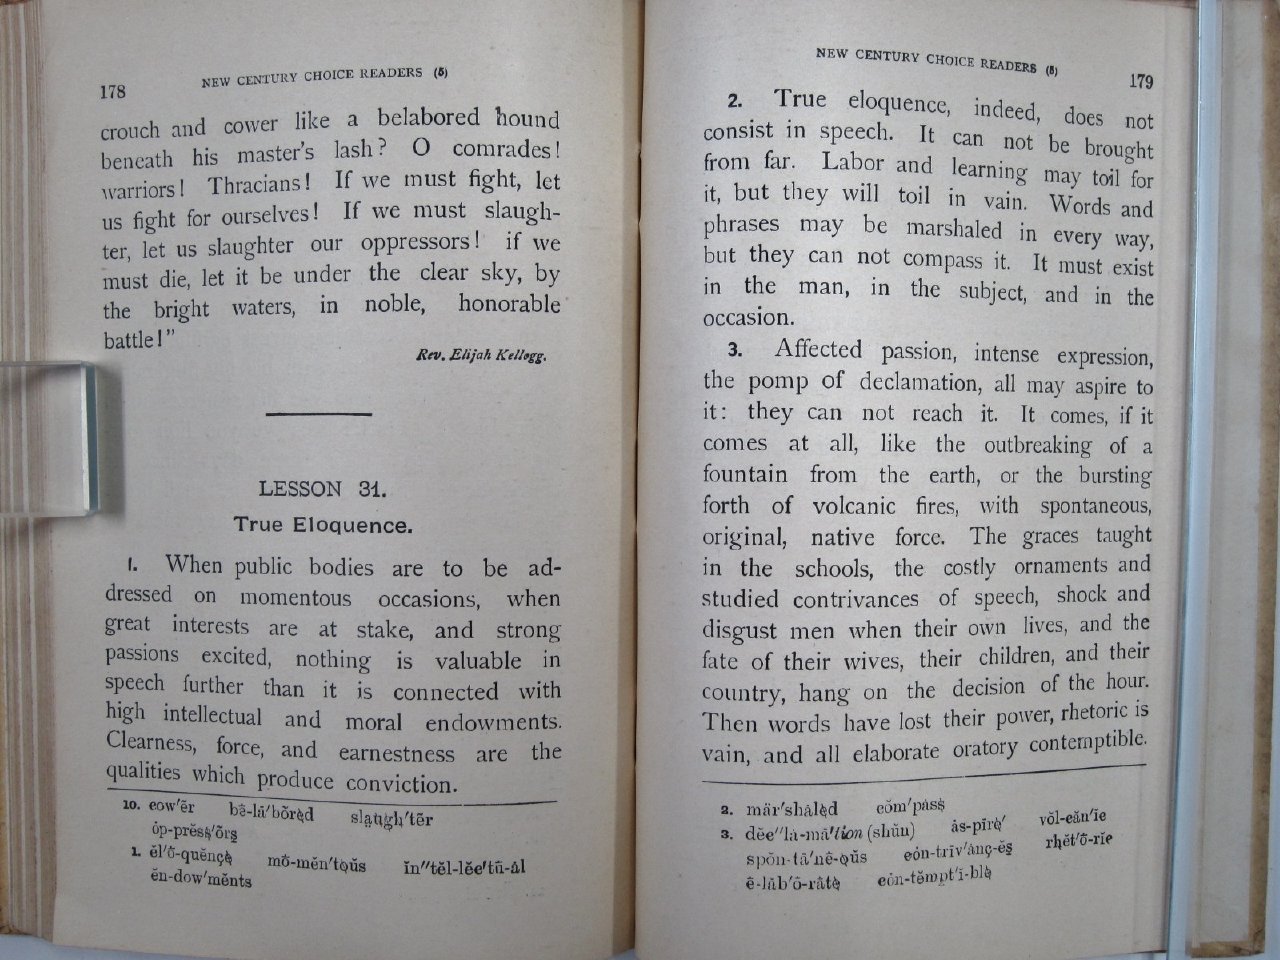 178
NEW CENTURY CHOICE READERS (5)
crouch and cower like a belabored hound
beneath his master's lash? O comrades!
warriors! Thracians! If we must fight, let
us fight for ourselves! If we must slaugh-
ter, let us slaughter our oppressors! if we
must die, let it be under the clear sky, by
the bright waters, in noble, honorable
battle!"
Rev. Elijah Kellogg.
LESSON 31.
True Eloquence.
1. When public bodies are to be ad-
dressed on momentous occasions, when
great interests are at stake, and strong
passions excited, nothing is valuable in
speech further than it is connected with
high intellectual and moral endowments.
Clearness, force, and earnestness are the
qualities which produce conviction.
10. cow'ẽr bē-lā'bõrĕd slaugh'tẽr
ŏp-prĕss'õrs
1. ĕl'ō-quĕnçe mō-mĕn'toŭs ĭn"tĕl-lĕc'tū-ăl
ĕn-dow'mĕnts
NEW CENTURY CHOICE READERS (5)
179
2. True eloquence, indeed, does not
consist in speech. It can not be brought
from far. Labor and learning may toil for
it, but they will toil in vain. Words and
phrases may be marshaled in every way,
but they can not compass it. It must exist
in the man, in the subject, and in the
occasion.
3. Affected passion, intense expression,
the pomp of declamation, all may aspire to
it: they can not reach it. It comes, if it
comes at all, like the outbreaking of a
fountain from the earth, or the bursting
forth of volcanic fires, with spontaneous,
original, native force. The graces taught
in the schools, the costly ornaments and
studied contrivances of speech, shock and
disgust men when their own lives, and the
fate of their wives, their children, and their
country, hang on the decision of the hour.
Then words have lost their power, rhetoric is
vain, and all elaborate oratory contemptible.
2. mär'shăled cŏm'păss
3. dĕc"lȧ-mā'tion (shŭn) ăs-pīre' vŏl-căn'ĭc
spŏn-tā'nē-oŭs cŏn-trīv'ănç-ĕs rhĕt'ō-rĭc
ē-lăb'ō-rāte cŏn-tĕmpt'ĭ-ble